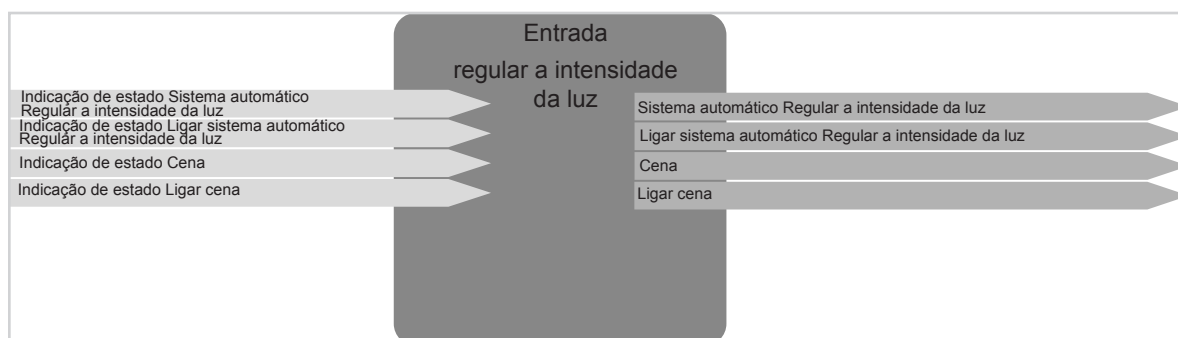 Entrada
regular a intensidade
da luz
Indicação de estado Sistema automático
Regular a intensidade da luz
Indicação de estado Ligar sistema automático
Regular a intensidade da luz
Indicação de estado Cena
Indicação de estado Ligar cena
Sistema automático Regular a intensidade da luz
Ligar sistema automático Regular a intensidade da luz
Cena
Ligar cena